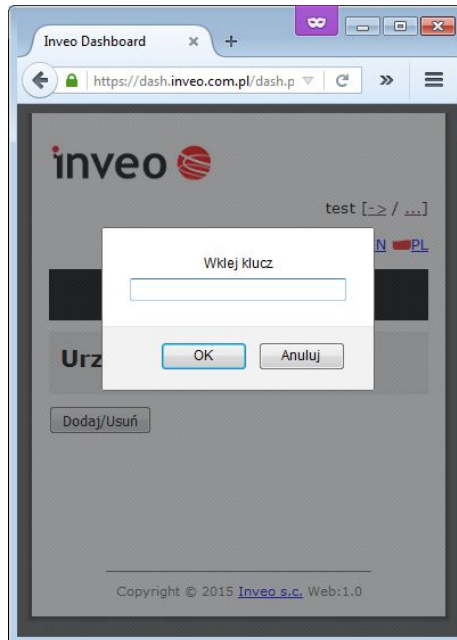 Inveo Dashboard
https://dash.inveo.com.pl/dash.p
inveo
test [-> / ...]
N PL
Wklej klucz
Urz
OK Anuluj
Dodaj/Usuń
Copyright © 2015 Inveo s.c. Web:1.0